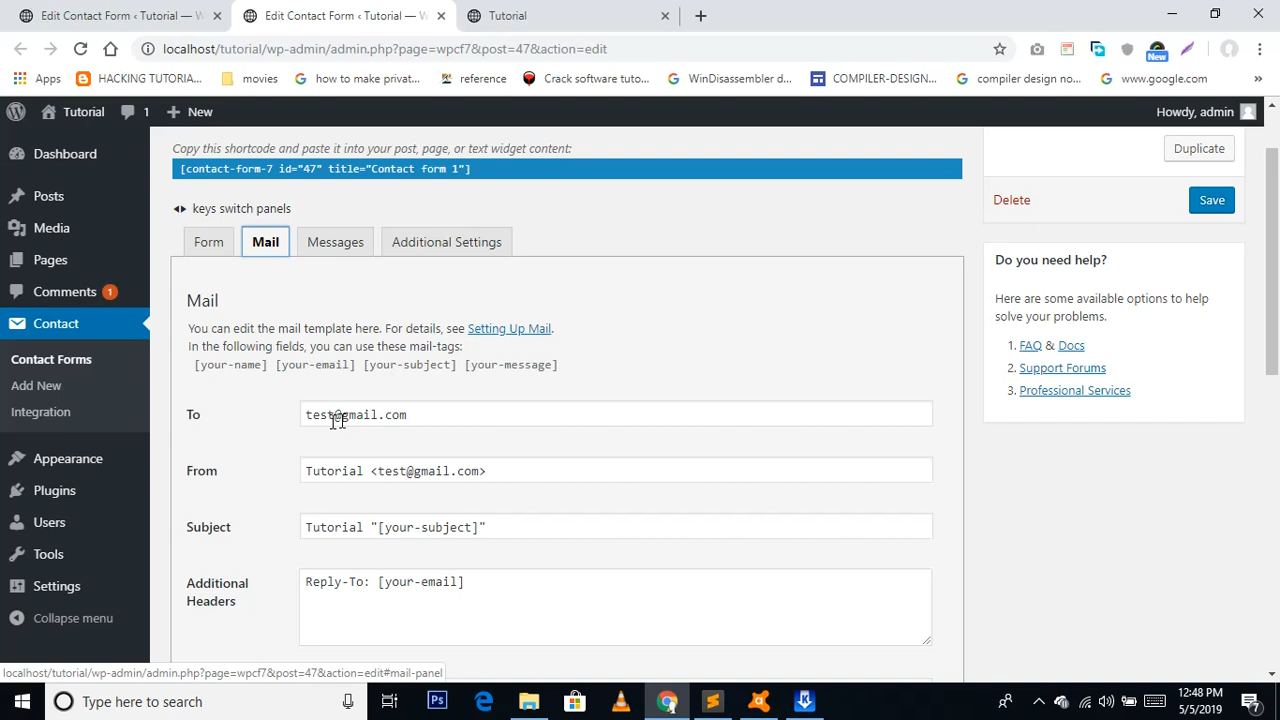 Edit Contact Form ‹ Tutorial — W
Edit Contact Form ‹ Tutorial — W
Tutorial
localhost/tutorial/wp-admin/admin.php?page=wpcf7&post=47&action=edit
New
Apps
HACKING TUTORIA...
movies
how to make privat...
reference
Crack software tuto...
WinDissembler d...
COMPILER-DESIGN...
compiler design no...
www.google.com
»
Tutorial
1
New
Howdy, admin
Dashboard
Posts
Media
Pages
Comments 1
Contact
Contact Forms
Add New
Integration
Appearance
Plugins
Users
Tools
Settings
Collapse menu
Copy this shortcode and paste it into your post, page, or text widget content:
[contact-form-7 id="47" title="Contact form 1"]
keys switch panels
Form
Mail
Messages
Additional Settings
Mail
You can edit the mail template here. For details, see Setting Up Mail.
In the following fields, you can use these mail-tags:
[your-name] [your-email] [your-subject] [your-message]
To
test@gmail.com
From
Tutorial <test@gmail.com>
Subject
Tutorial "[your-subject]"
Additional
Headers
Reply-To: [your-email]
Duplicate
Delete
Save
Do you need help?
Here are some available options to help
solve your problems.
1. FAQ & Docs
2. Support Forums
3. Professional Services
localhost/tutorial/wp-admin/admin.php?page=wpcf7&post=47&action=edit#mail-panel
Type here to search
12:48 PM
5/5/2019
7